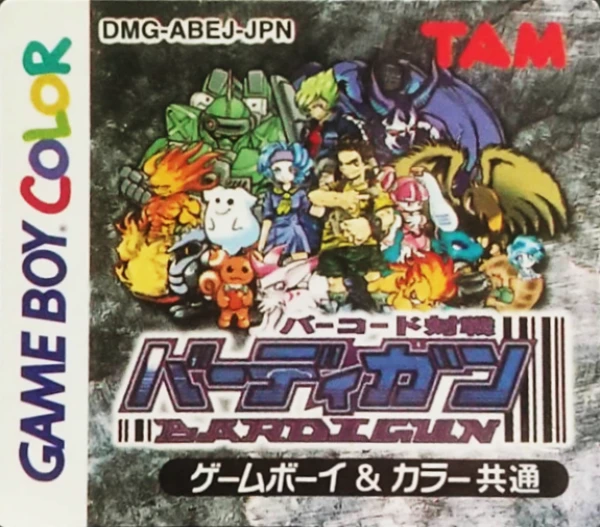 DMG-ABEJ-JPN
TAM
GAME BOY COLOR
バーコード対戦
バーディガン
BARDIGUN
ゲームボーイ & カラー共通